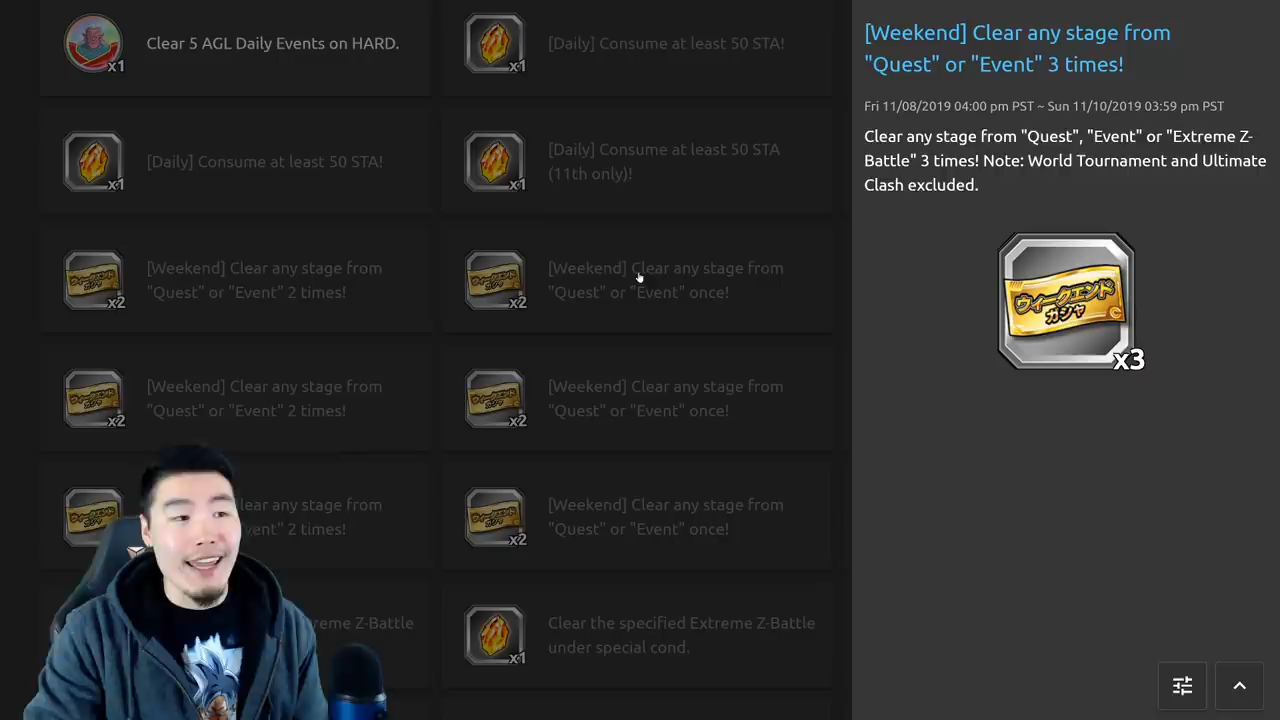 Clear 5 AGL Daily Events on HARD.
x1
[Daily] Consume at least 50 STA!
x1
[Daily] Consume at least 50 STA!
x1
[Daily] Consume at least 50 STA
(11th only)!
x1
[Weekend] Clear any stage from
"Quest" or "Event" 2 times!
x2
[Weekend] Clear any stage from
"Quest" or "Event" once!
x2
[Weekend] Clear any stage from
"Quest" or "Event" 2 times!
x2
[Weekend] Clear any stage from
"Quest" or "Event" once!
x2
lear any stage from
vent" 2 times!
[Weekend] Clear any stage from
"Quest" or "Event" once!
x2
reme Z-Battle
Clear the specified Extreme Z-Battle
under special cond.
x1
[Weekend] Clear any stage from
"Quest" or "Event" 3 times!
Fri 11/08/2019 04:00 pm PST ~ Sun 11/10/2019 03:59 pm PST
Clear any stage from "Quest", "Event" or "Extreme Z-
Battle" 3 times! Note: World Tournament and Ultimate
Clash excluded.
ウィークエンド
ガシャ
x3